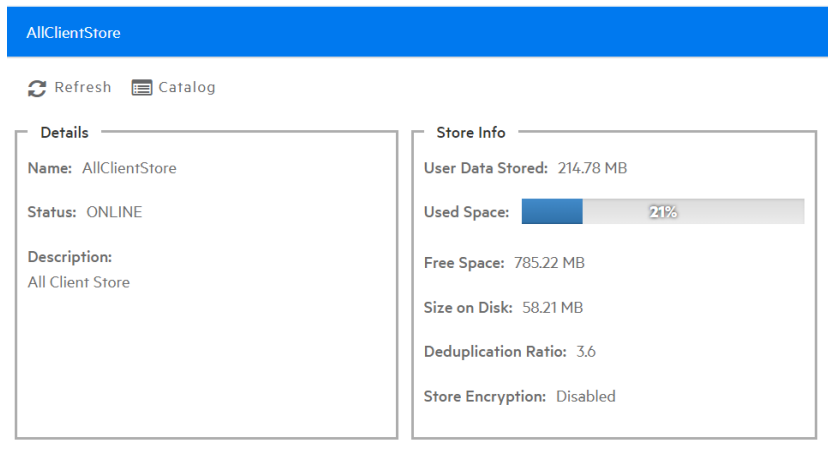 AllClientStore
Refresh Catalog
Details
Name: AllClientStore
Status: ONLINE
Description:
All Client Store
Store Info
User Data Stored: 214.78 MB
Used Space: 21%
Free Space: 785.22 MB
Size on Disk: 58.21 MB
Deduplication Ratio: 3.6
Store Encryption: Disabled